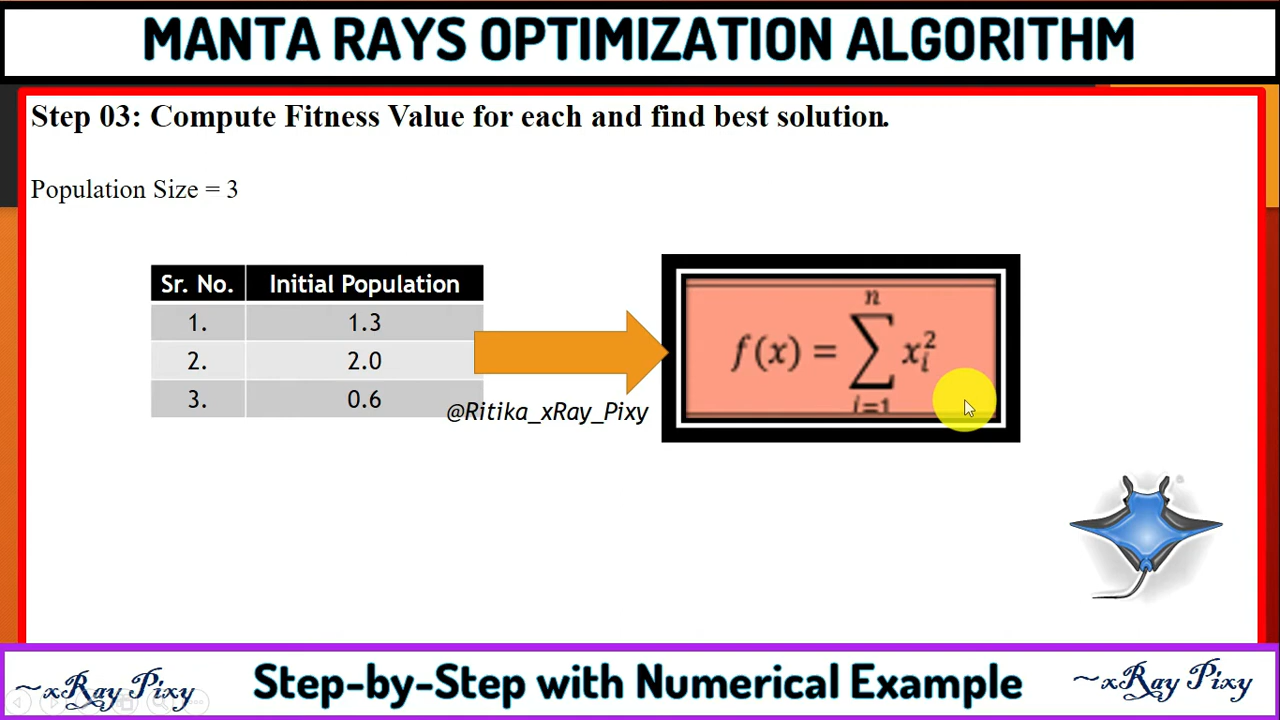 MANTA RAYS OPTIMIZATION ALGORITHM
Step 03: Compute Fitness Value for each and find best solution.
Population Size = 3
Sr. No. Initial Population
1. 1.3
2. 2.0
3. 0.6
@Ritika_xRay_Pixy
n
f(x) = ∑ x_i^2
i=1
~xRay Pixy
Step-by-Step with Numerical Example
~xRay Pixy